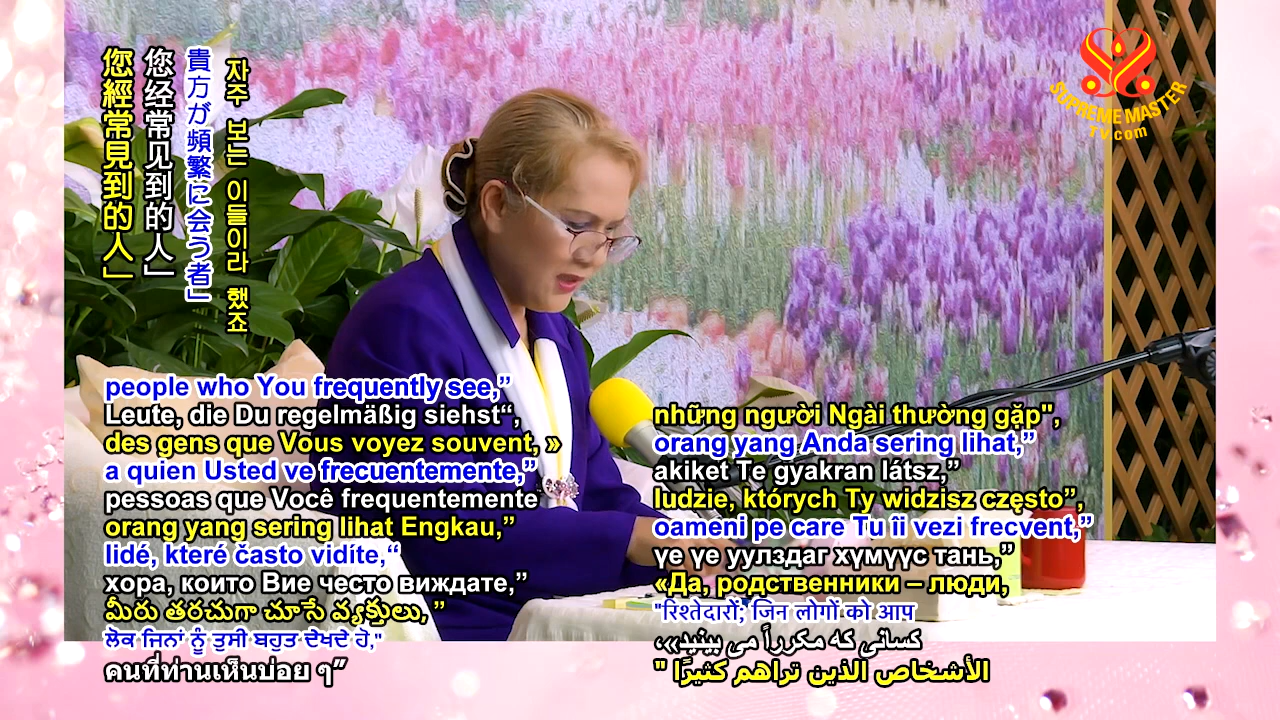 您經常見到的人」
您经常见到的人」
貴方が頻繁に会う者」
자주 보는 이들이라 했죠
SUPREME MASTER
TV.com
people who You frequently see,”
Leute, die Du regelmäßig siehst“,
des gens que Vous voyez souvent, »
a quien Usted ve frecuentemente,”
pessoas que Você frequentemente
orang yang sering lihat Engkau,”
lidé, které často vidíte,“
хора, които Вие често виждате,”
మీరు తరచుగా చూసే వ్యక్తులు, ”
ਲੋਕ ਜਿਨਾਂ ਨੂੰ ਤੁਸੀ ਬਹੁਤ ਦੇਖਦੇ ਹੋ,"
คนที่ท่านเห็นบ่อย ๆ”
những người Ngài thường gặp",
orang yang Anda sering lihat,”
akiket Te gyakran látsz,”
ludzie, których Ty widzisz często”,
oameni pe care Tu îi vezi frecvent,”
үе үе уулздаг хүмүүс тань,”
«Да, родственники – люди,
"रिश्तेदारों; जिन लोगों को आप
کسانی که مکرراً می بینید»،
الأشخاص الذين تراهم كثيرًا "